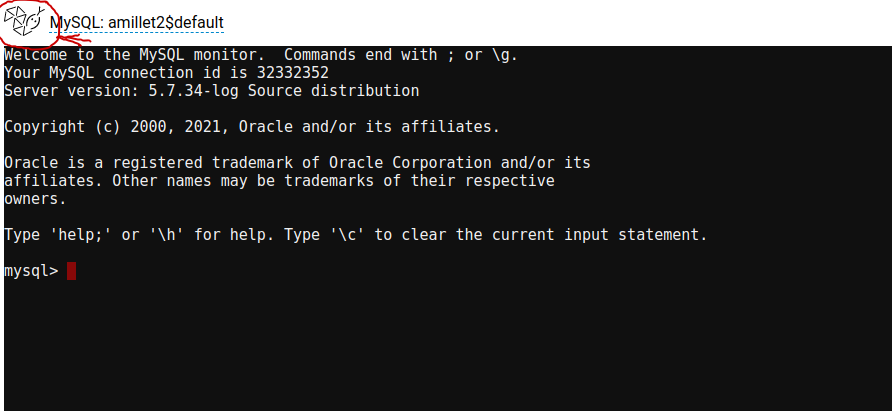 MySQL: amillet2$default
Welcome to the MySQL monitor.  Commands end with ; or \g.
Your MySQL connection id is 32332352
Server version: 5.7.34-log Source distribution
Copyright (c) 2000, 2021, Oracle and/or its affiliates.
Oracle is a registered trademark of Oracle Corporation and/or its
affiliates. Other names may be trademarks of their respective
owners.
Type 'help;' or '\h' for help. Type '\c' to clear the current input statement.
mysql>